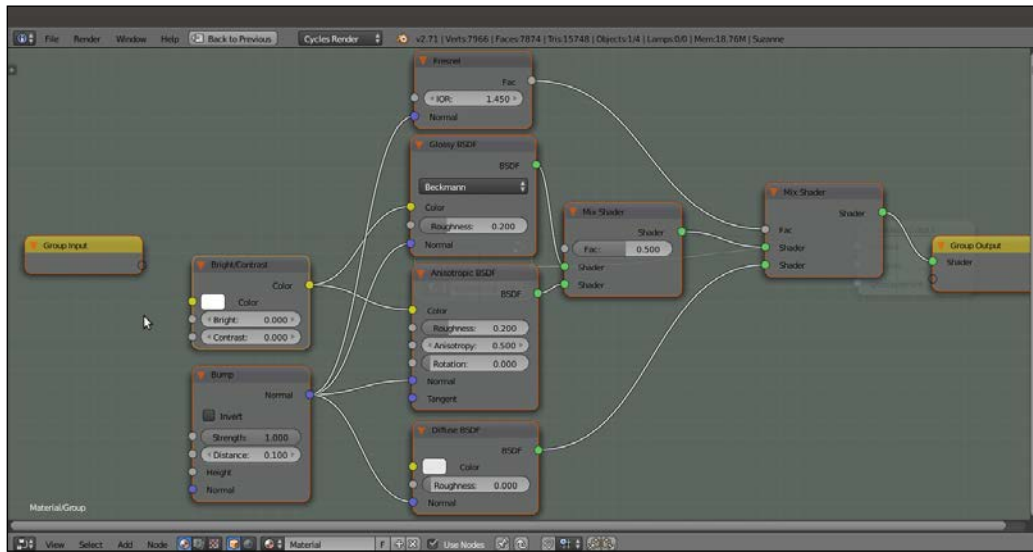 File Render Window Help Back to Previous Cycles Render v2.71 | Verts:7966 | Faces:7874 | Tris:15748 | Objects:1/4 | Lamps:0/0 | Mem:18.76M | Suzanne
Fresnel
Fac
IOR: 1.450
Normal
Glossy BSDF
BSDF
Beckmann
Color
Roughness: 0.200
Normal
Mix Shader
Shader
Fac: 0.500
Shader
Shader
Mix Shader
Shader
Fac
Shader
Shader
Group Input
Group Output
Shader
Bright/Contrast
Color
Color
Bright: 0.000
Contrast: 0.000
Anisotropic BSDF
BSDF
Color
Roughness: 0.200
Anisotropy: 0.500
Rotation: 0.000
Normal
Tangent
Bump
Normal
Invert
Strength: 1.000
Distance: 0.100
Height
Normal
Diffuse BSDF
BSDF
Color
Roughness: 0.000
Normal
Material/Group
View Select Add Node Material F Use Nodes